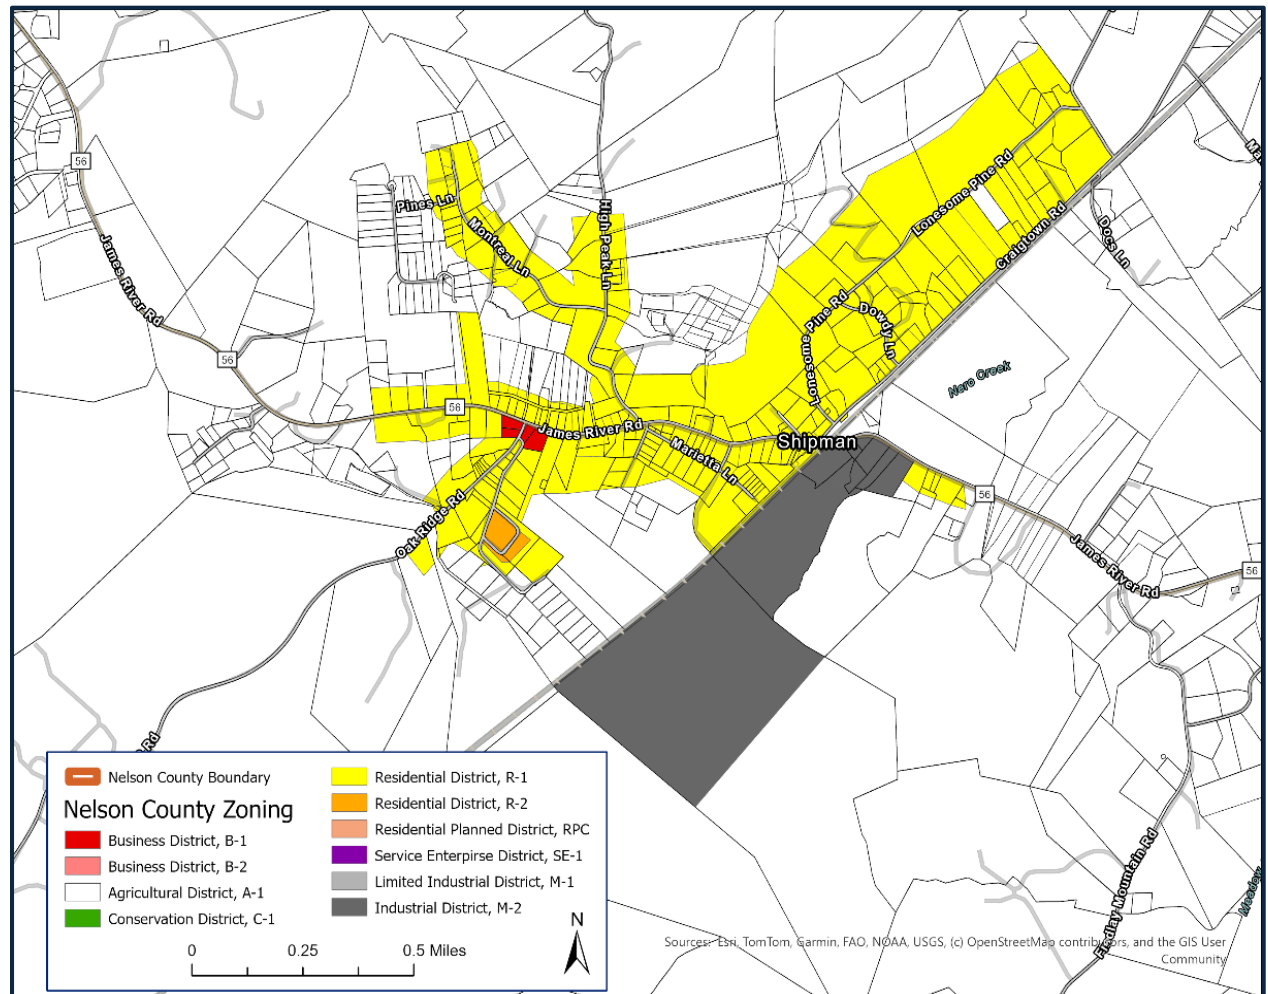 56
Ma
Pines Ln
High Peak Ln
Montreal Ln
Lonesome Pine Rd
Craigtown Rd
Docs Ln
James River Rd
56
Lonesome Pine Rd
Dowdy Ln
Nero Creek
56
James River Rd
Shipman
Marietta Ln
56
Oak Ridge Rd
James River Rd
56
Rd
Findlay Mountain Rd
Meadow
Nelson County Boundary
Nelson County Zoning
Business District, B-1
Business District, B-2
Agricultural District, A-1
Conservation District, C-1
Residential District, R-1
Residential District, R-2
Residential Planned District, RPC
Service Enterpirse District, SE-1
Limited Industrial District, M-1
Industrial District, M-2
N
0 0.25 0.5 Miles
Sources: Esri, TomTom, Garmin, FAO, NOAA, USGS, (c) OpenStreetMap contributors, and the GIS User
Community